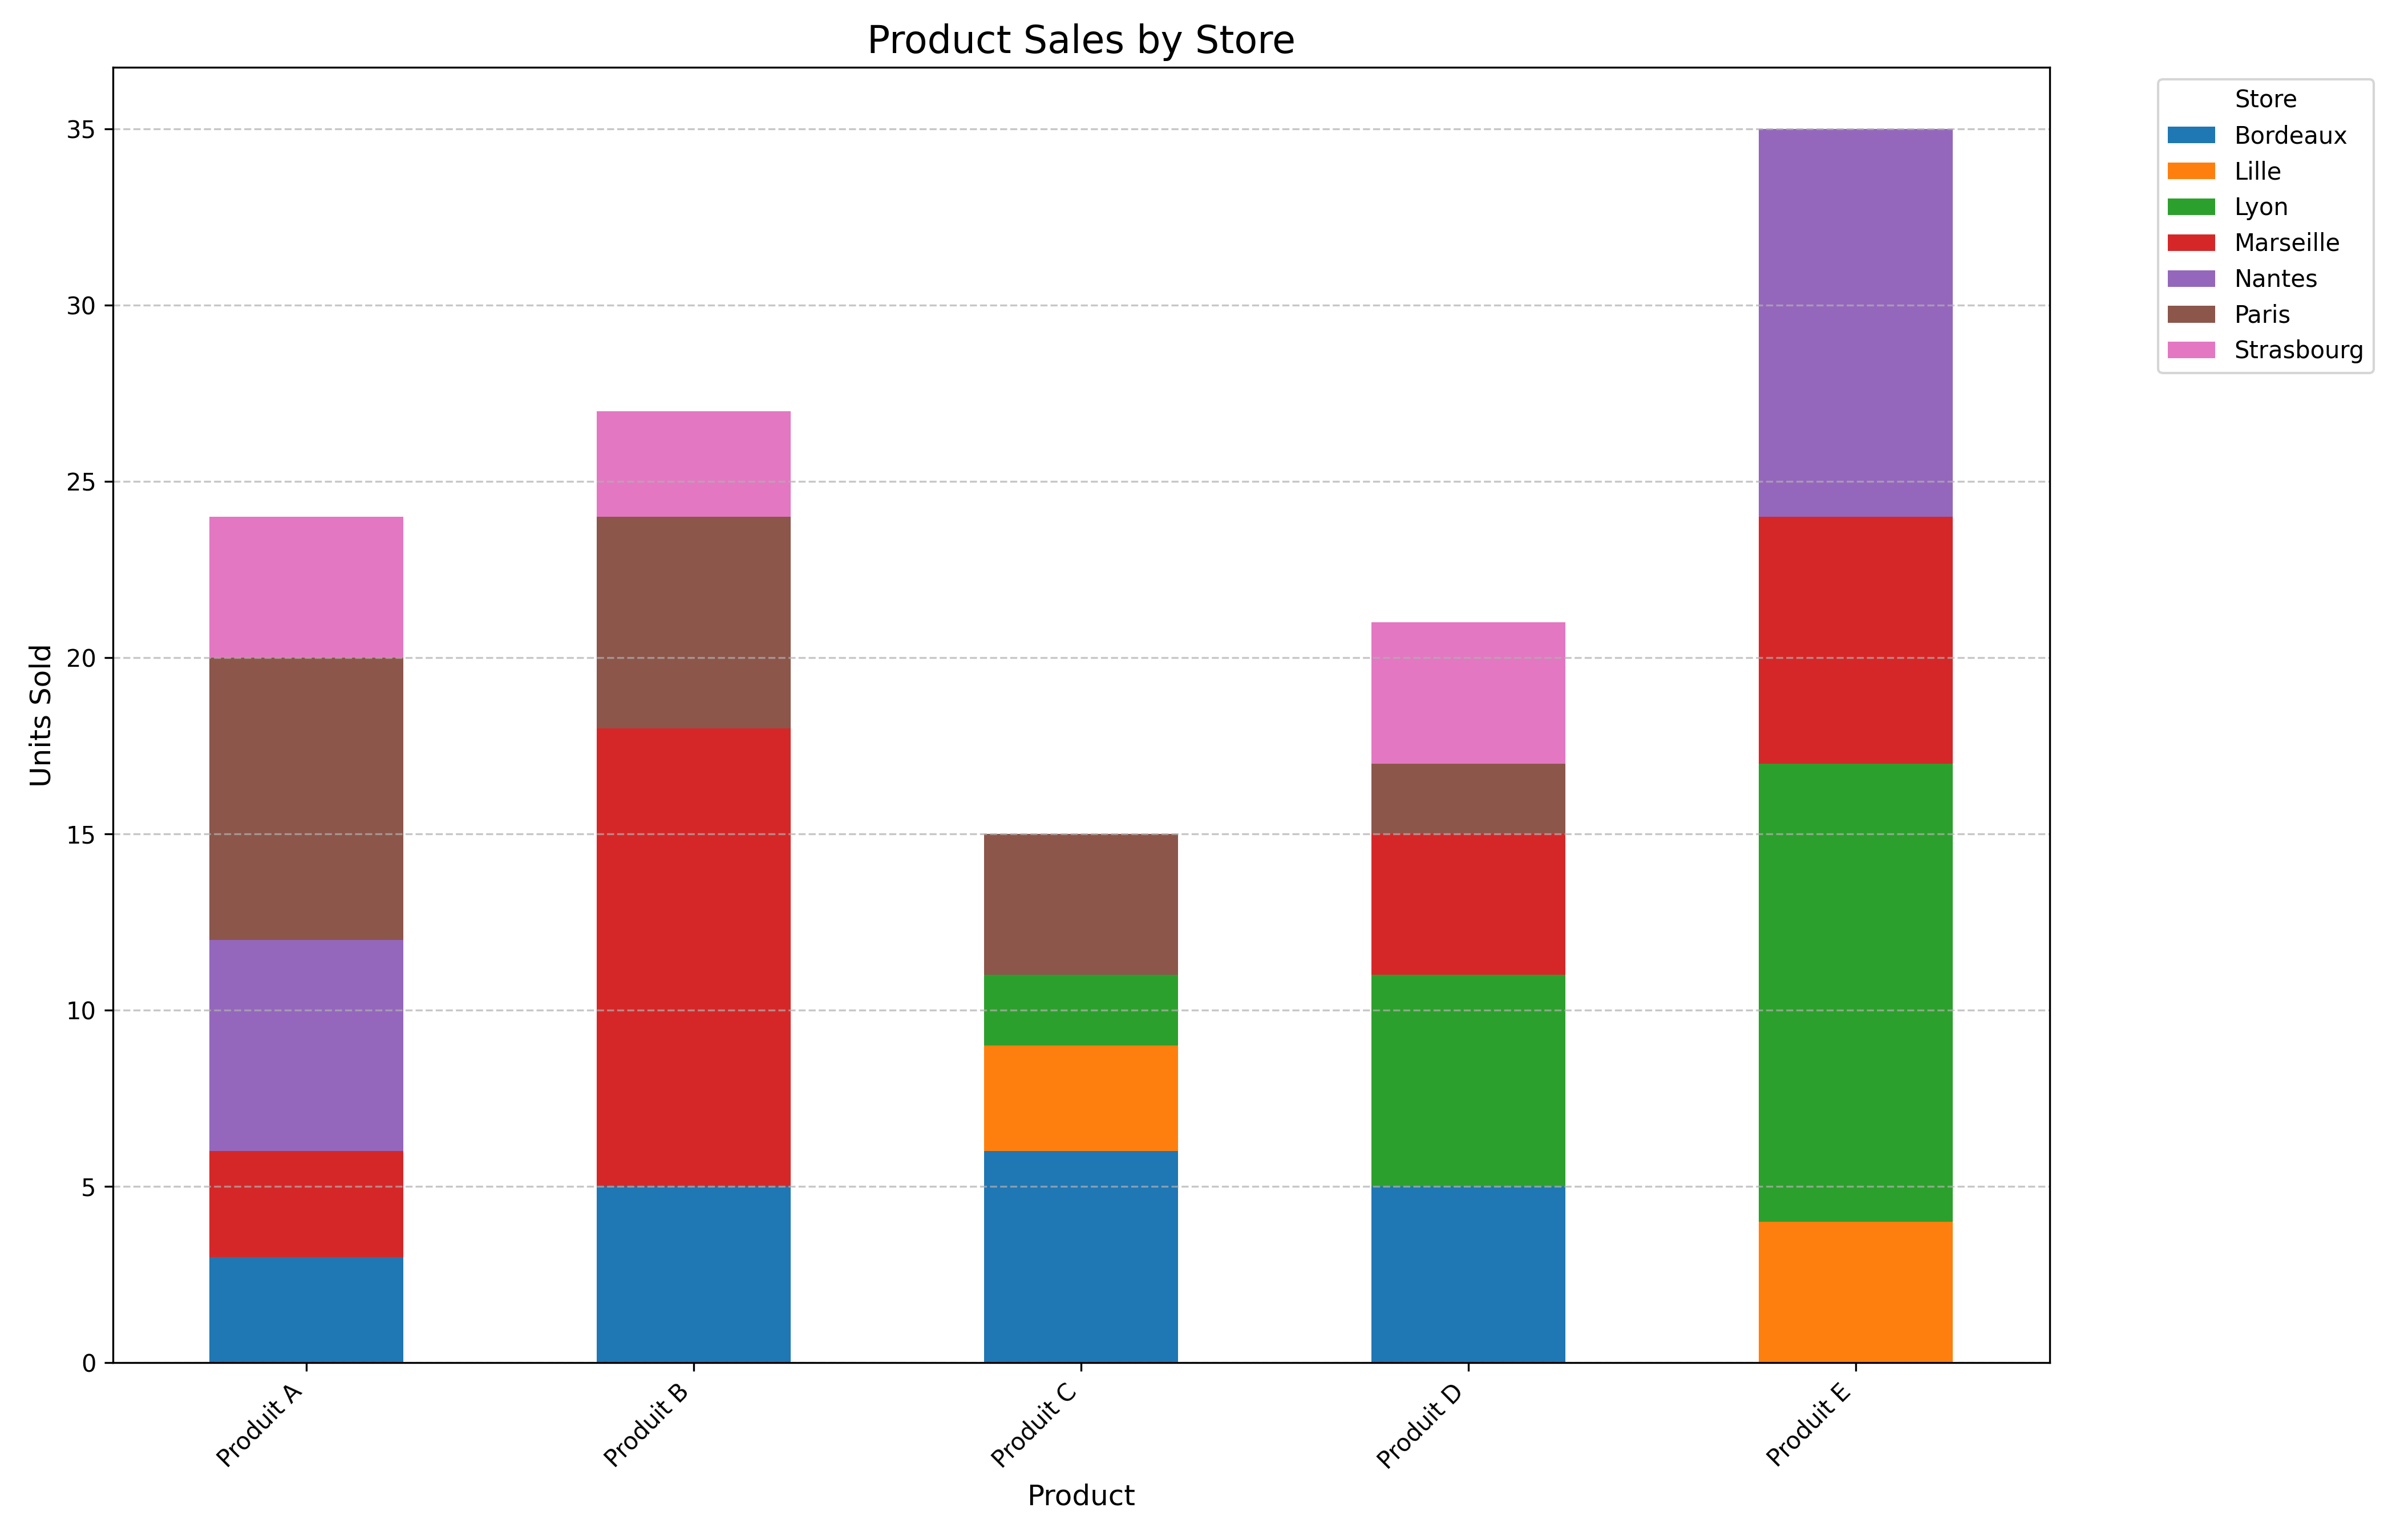 Product Sales by Store
Units Sold
35
30
25
20
15
10
5
0
Produit A
Produit B
Produit C
Produit D
Produit E
Product
Store
Bordeaux
Lille
Lyon
Marseille
Nantes
Paris
Strasbourg